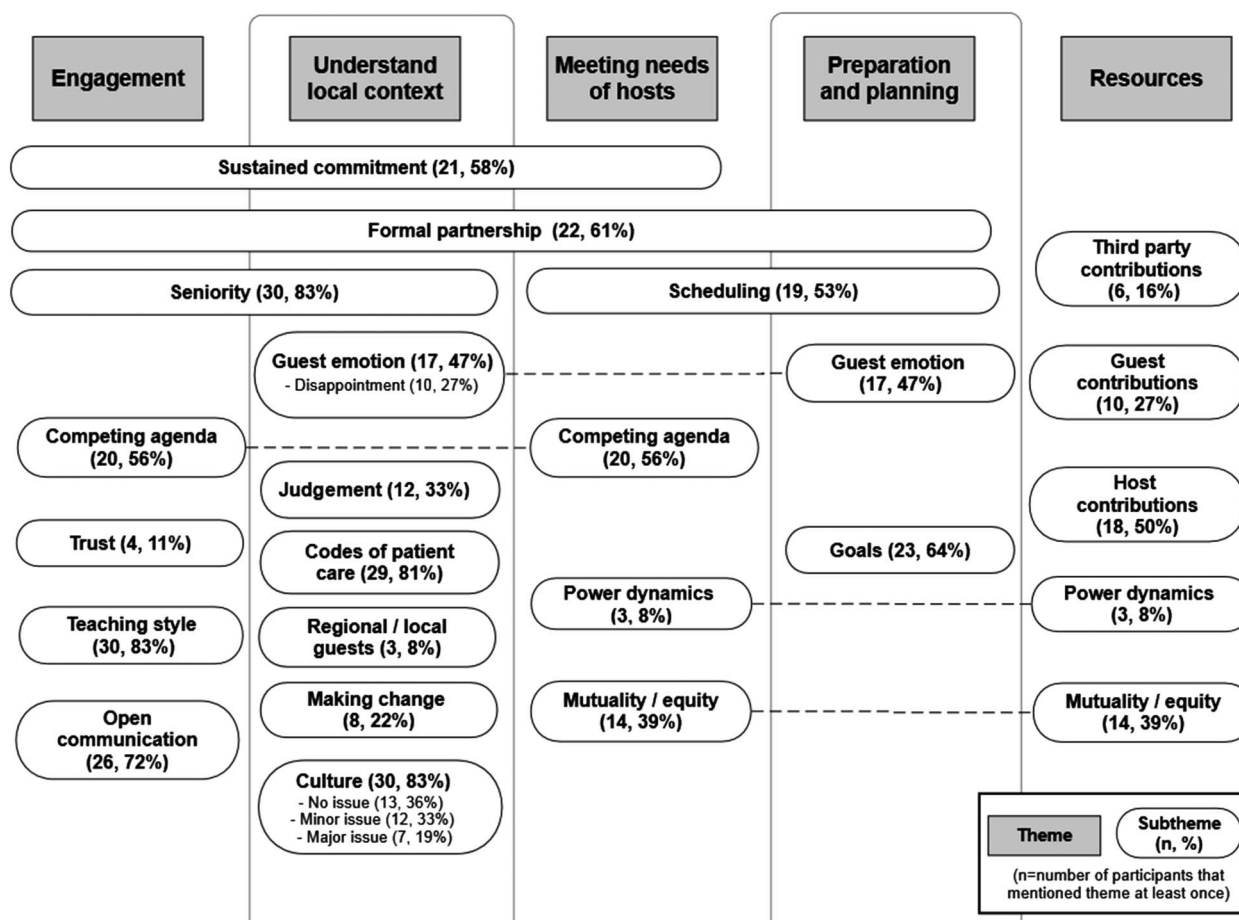 Engagement
Understand
local context
Meeting needs
of hosts
Preparation
and planning
Resources
Sustained commitment (21, 58%)
Formal partnership (22, 61%)
Seniority (30, 83%)
Scheduling (19, 53%)
Third party
contributions
(6, 16%)
Guest emotion (17, 47%)
- Disappointment (10, 27%)
Guest emotion
(17, 47%)
Guest
contributions
(10, 27%)
Competing agenda
(20, 56%)
Competing agenda
(20, 56%)
Judgement (12, 33%)
Host
contributions
(18, 50%)
Trust (4, 11%)
Codes of patient
care (29, 81%)
Goals (23, 64%)
Power dynamics
(3, 8%)
Power dynamics
(3, 8%)
Teaching style
(30, 83%)
Regional / local
guests (3, 8%)
Making change
(8, 22%)
Mutuality / equity
(14, 39%)
Mutuality / equity
(14, 39%)
Open
communication
(26, 72%)
Culture (30, 83%)
- No issue (13, 36%)
- Minor issue (12, 33%)
- Major issue (7, 19%)
Theme
Subtheme
(n, %)
(n=number of participants that
mentioned theme at least once)